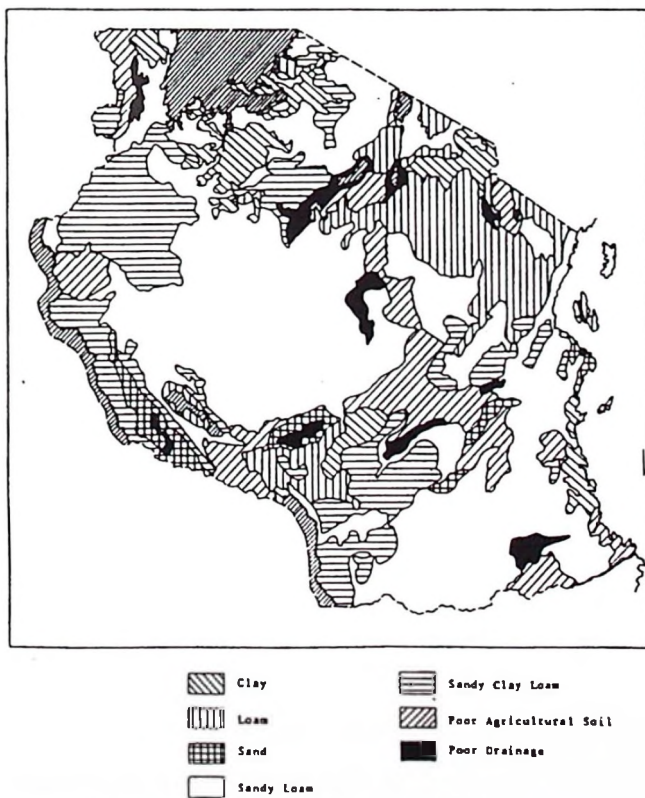 Clay
Loam
Sand
Sandy Loam
Sandy Clay Loam
Poor Agricultural Soil
Poor Drainage